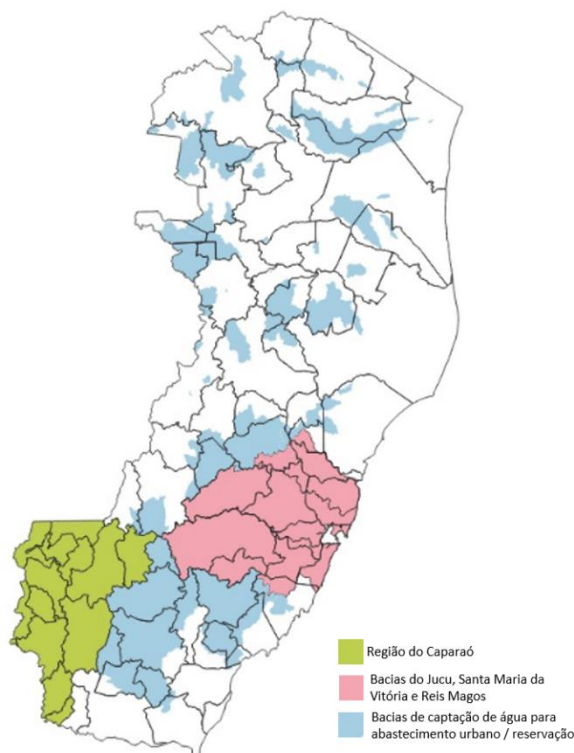 Região do Caparaó
Bacias do Jucu, Santa Maria da
Vitória e Reis Magos
Bacias de captação de água para
abastecimento urbano / reservação